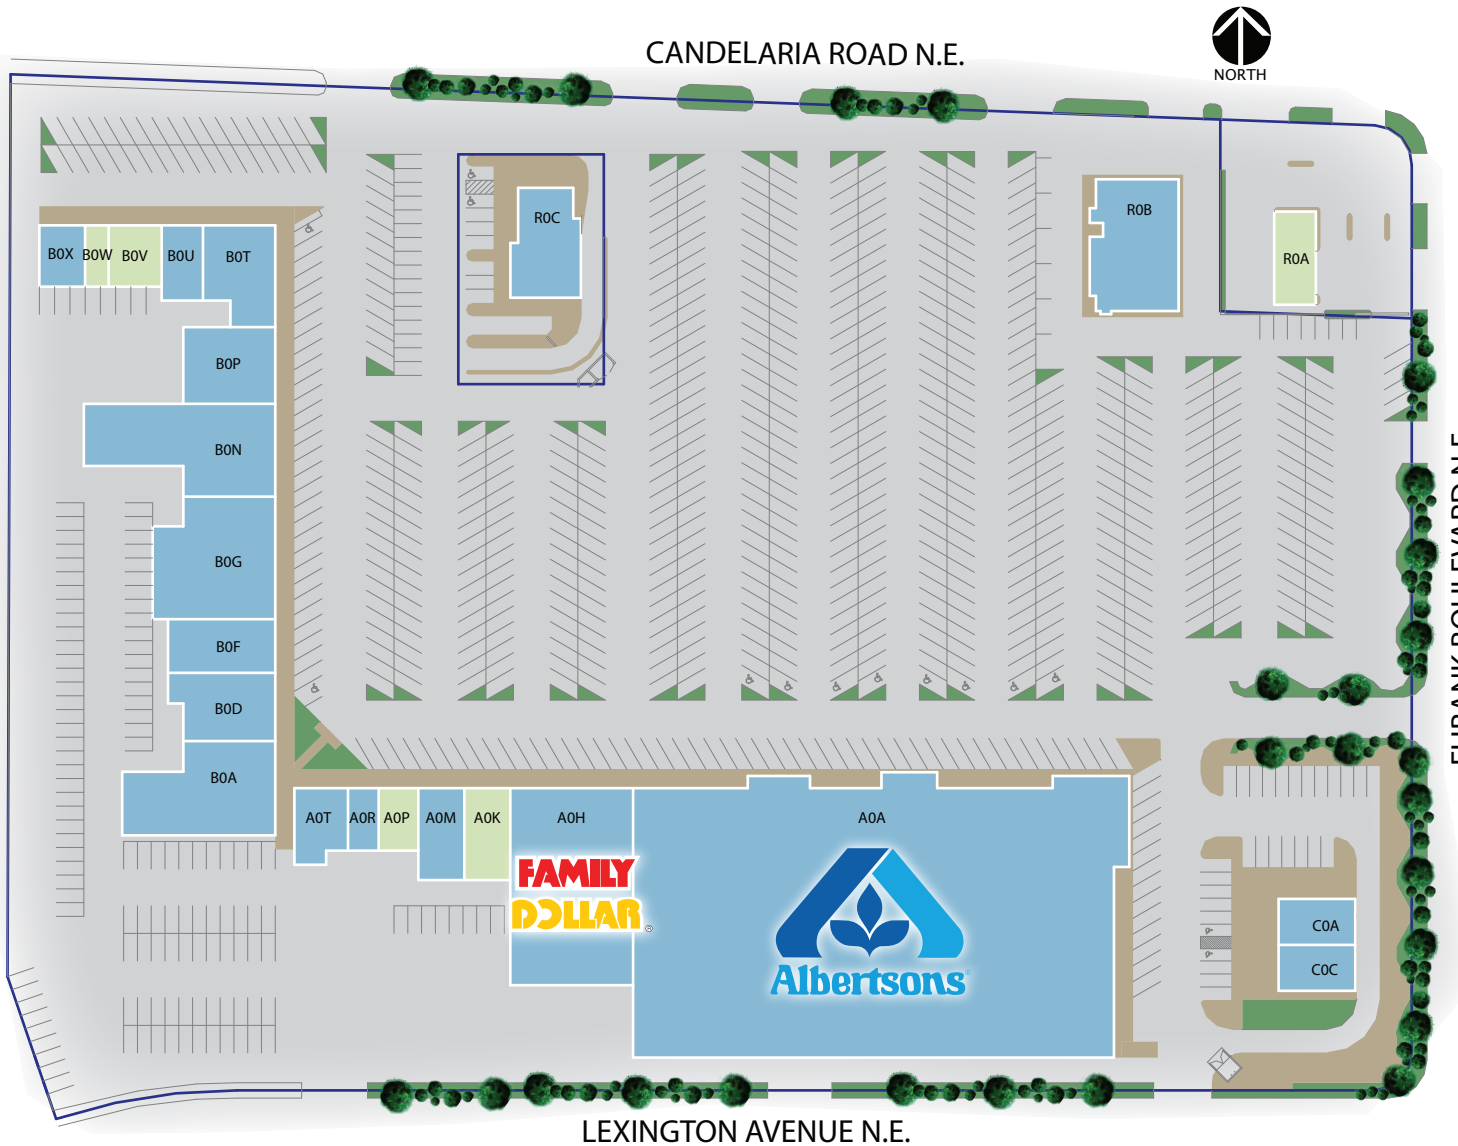 CANDELARIA ROAD N.E.
NORTH
R0C
R0B
R0A
B0X
B0W
B0V
B0U
B0T
B0P
B0N
B0G
B0F
B0D
B0A
A0T
A0R
A0P
A0M
A0K
A0H
A0A
FAMILY
DOLLAR®
Albertsons®
C0A
C0C
LEXINGTON AVENUE N.E.